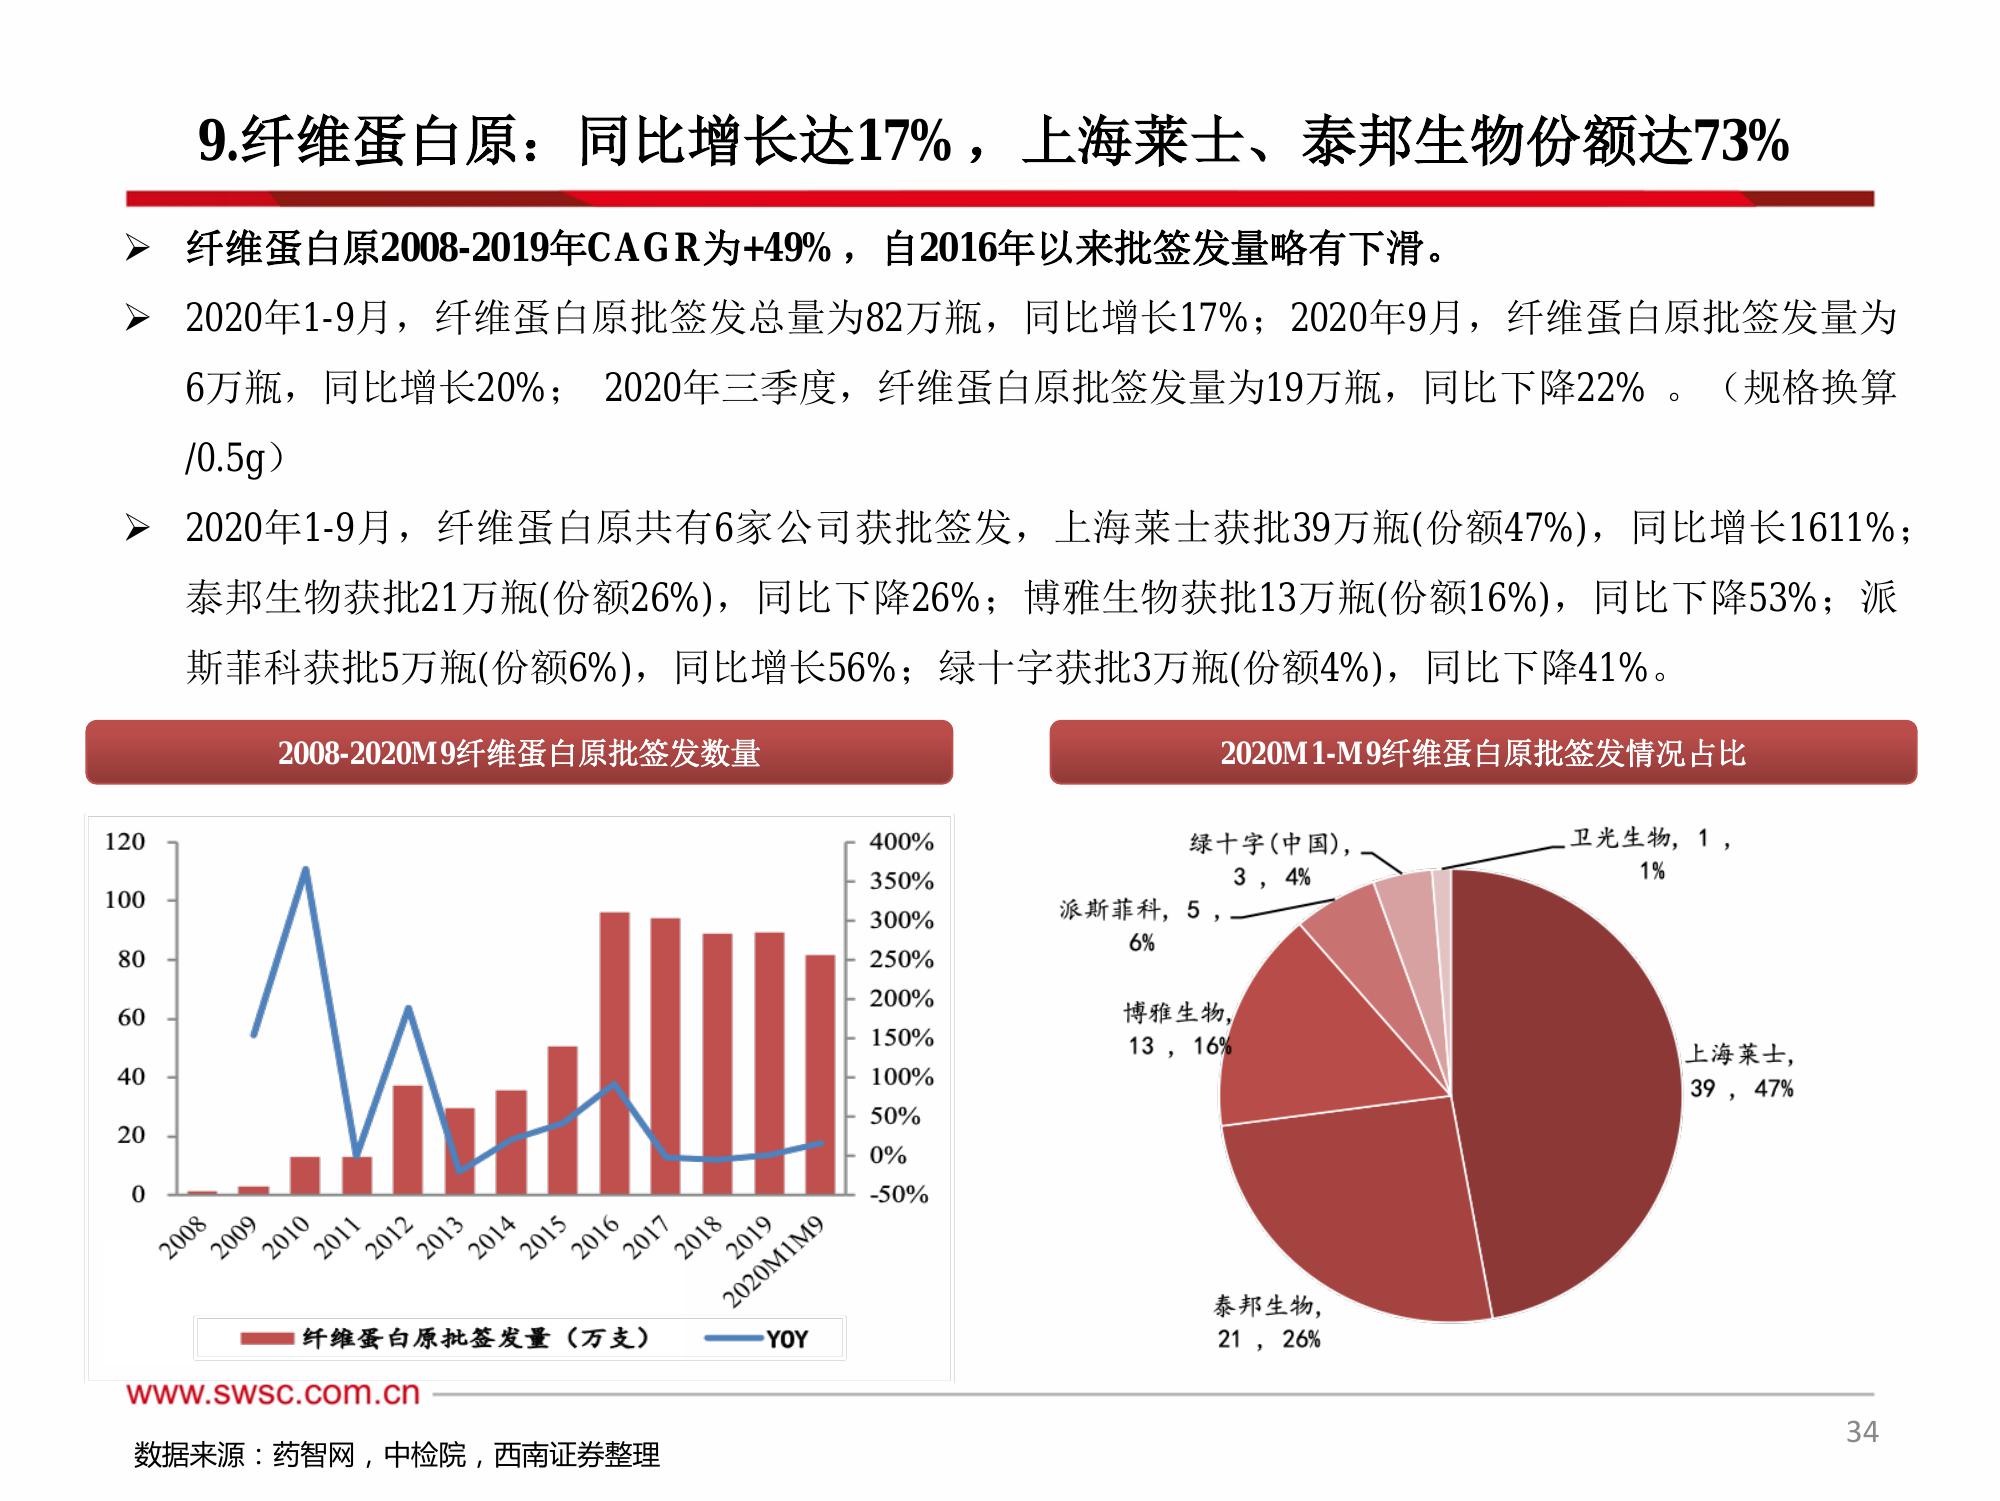 9.纤维蛋白原：同比增长达17%，上海莱士、泰邦生物份额达73%
➢ 纤维蛋白原2008-2019年CAGR为+49%，自2016年以来批签发量略有下滑。
➢ 2020年1-9月，纤维蛋白原批签发总量为82万瓶，同比增长17%；2020年9月，纤维蛋白原批签发量为
6万瓶，同比增长20%； 2020年三季度，纤维蛋白原批签发量为19万瓶，同比下降22% 。（规格换算
/0.5g）
➢ 2020年1-9月，纤维蛋白原共有6家公司获批签发，上海莱士获批39万瓶(份额47%)，同比增长1611%；
泰邦生物获批21万瓶(份额26%)，同比下降26%；博雅生物获批13万瓶(份额16%)，同比下降53%；派
斯菲科获批5万瓶(份额6%)，同比增长56%；绿十字获批3万瓶(份额4%)，同比下降41%。
2008-2020M9纤维蛋白原批签发数量
120
100
80
60
40
20
0
400%
350%
300%
250%
200%
150%
100%
50%
0%
-50%
2008
2009
2010
2011
2012
2013
2014
2015
2016
2017
2018
2019
2020M1M9
纤维蛋白原批签发量（万支）
YOY
2020M1-M9纤维蛋白原批签发情况占比
绿十字(中国),
3 , 4%
卫光生物, 1 ,
1%
派斯菲科, 5 ,
6%
博雅生物,
13 , 16%
上海莱士,
39 , 47%
泰邦生物,
21 , 26%
www.swsc.com.cn
34
数据来源：药智网，中检院，西南证券整理